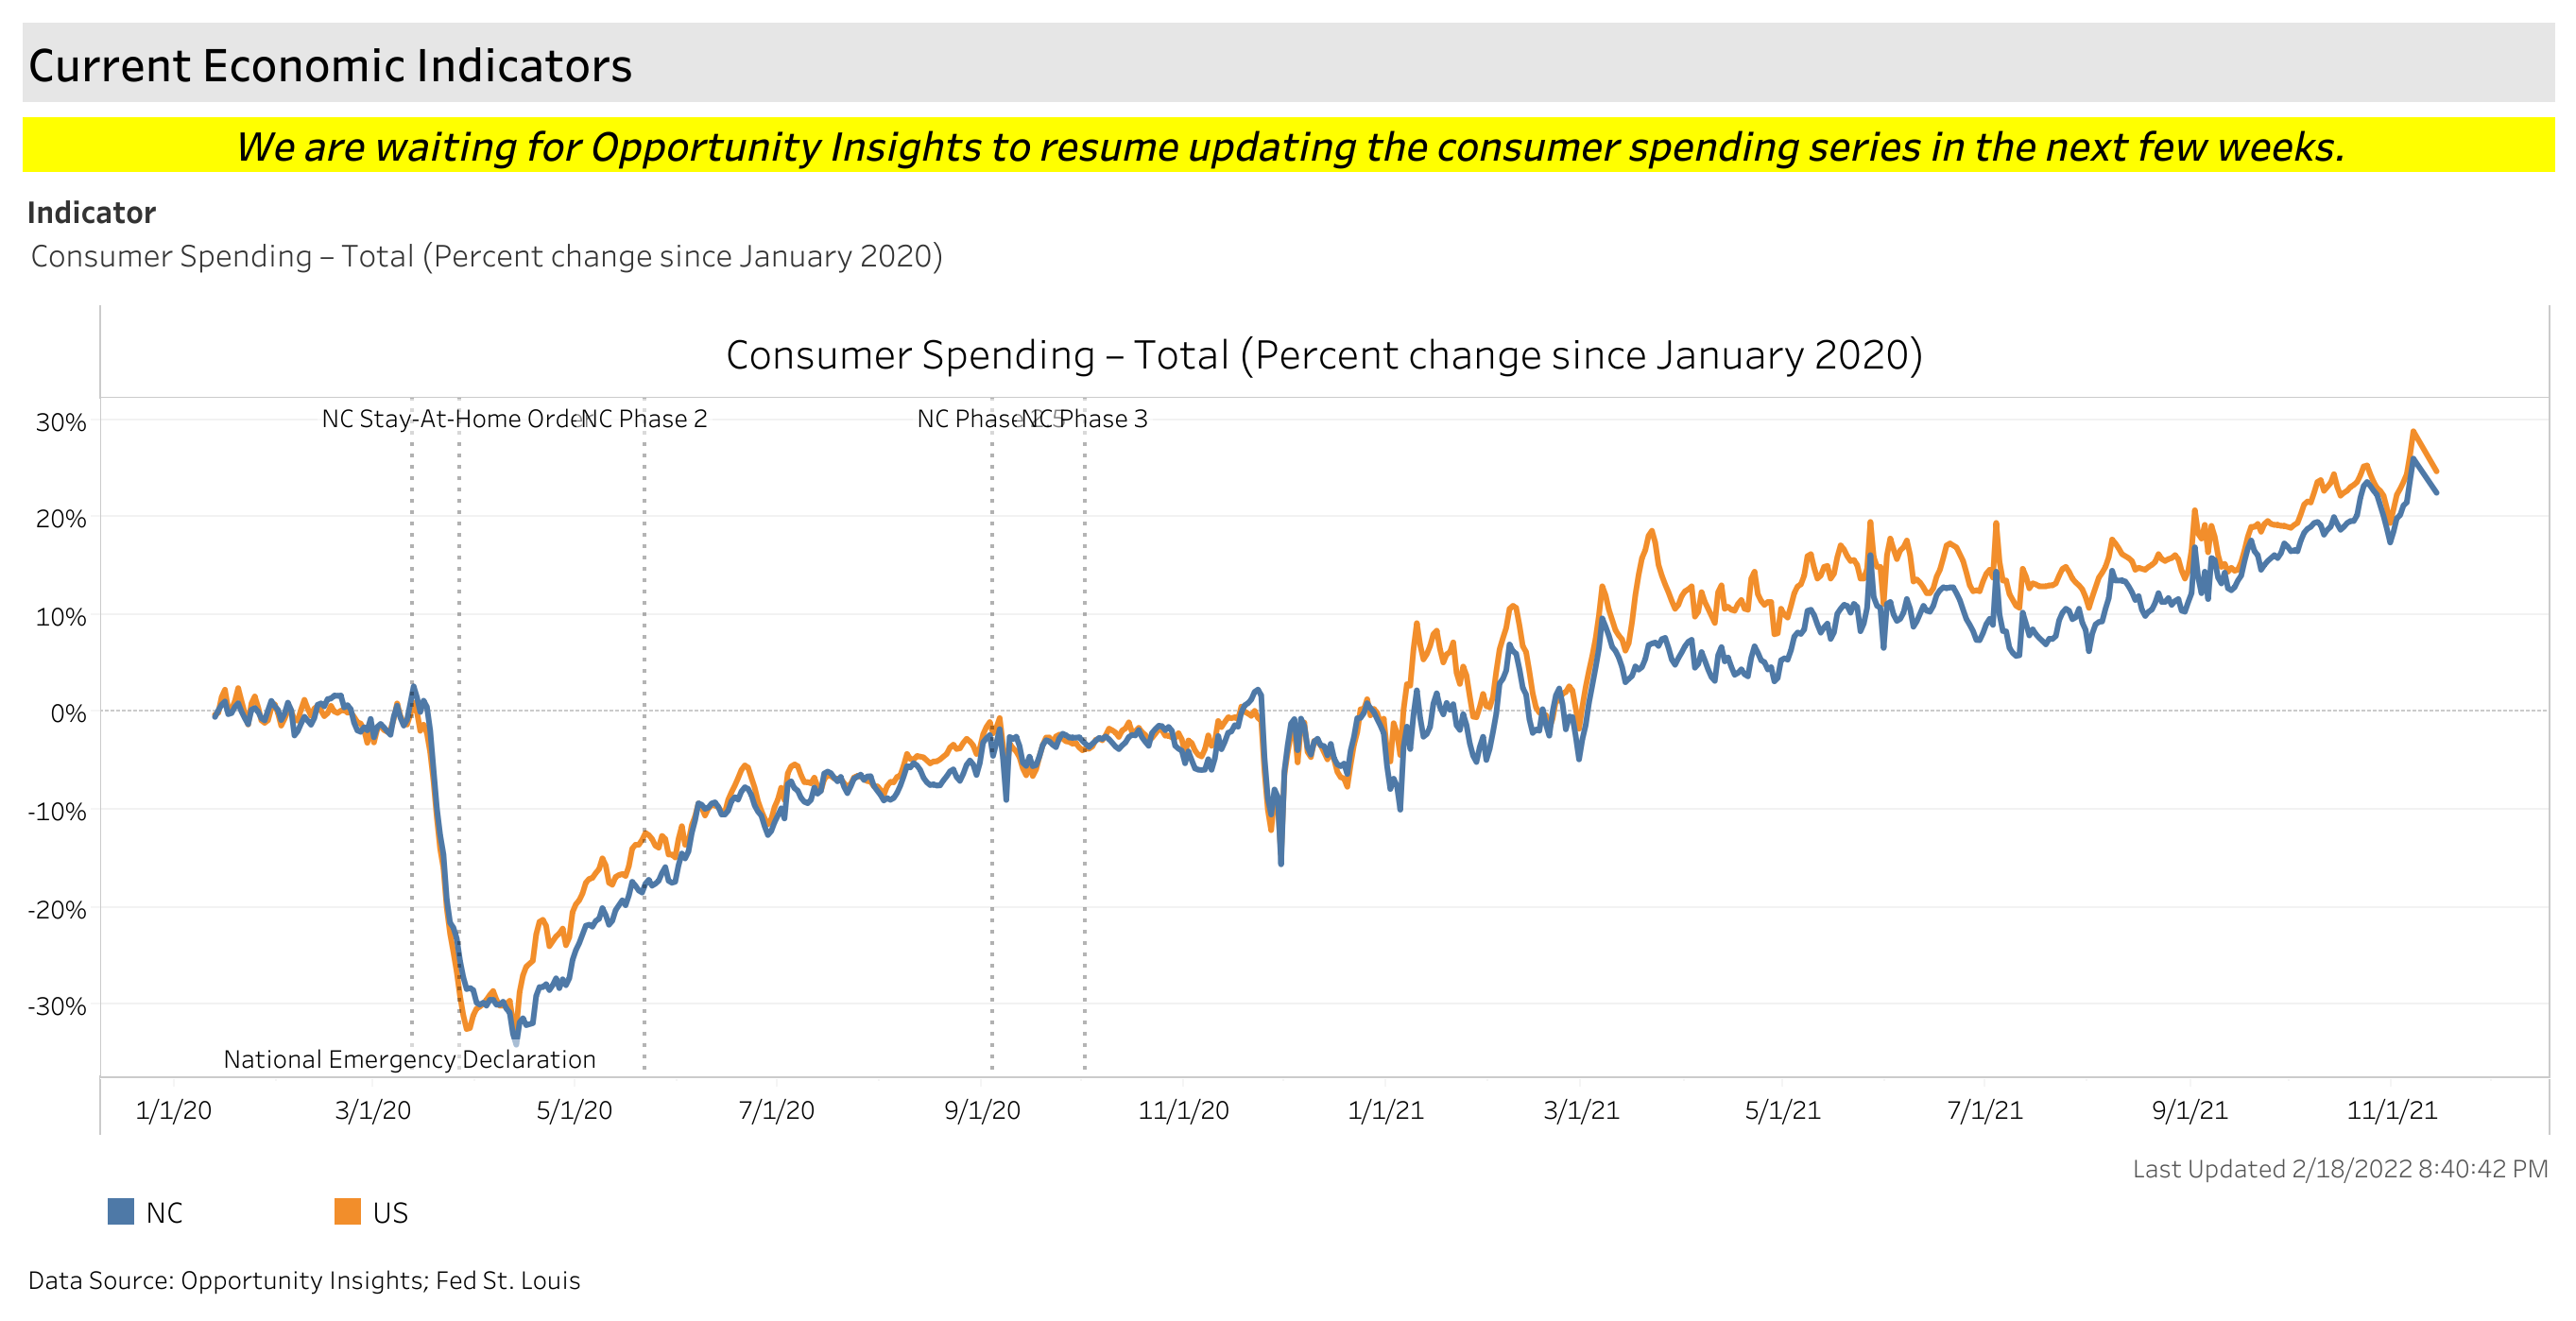 Current Economic Indicators
We are waiting for Opportunity Insights to resume updating the consumer spending series in the next few weeks.
Indicator
Consumer Spending – Total (Percent change since January 2020)
Consumer Spending – Total (Percent change since January 2020)
NC Stay-At-Home Order NC Phase 2 NC Phase 2.5 NC Phase 3
30%
20%
10%
0%
-10%
-20%
-30%
National Emergency Declaration
1/1/20 3/1/20 5/1/20 7/1/20 9/1/20 11/1/20 1/1/21 3/1/21 5/1/21 7/1/21 9/1/21 11/1/21
Last Updated 2/18/2022 8:40:42 PM
NC US
Data Source: Opportunity Insights; Fed St. Louis